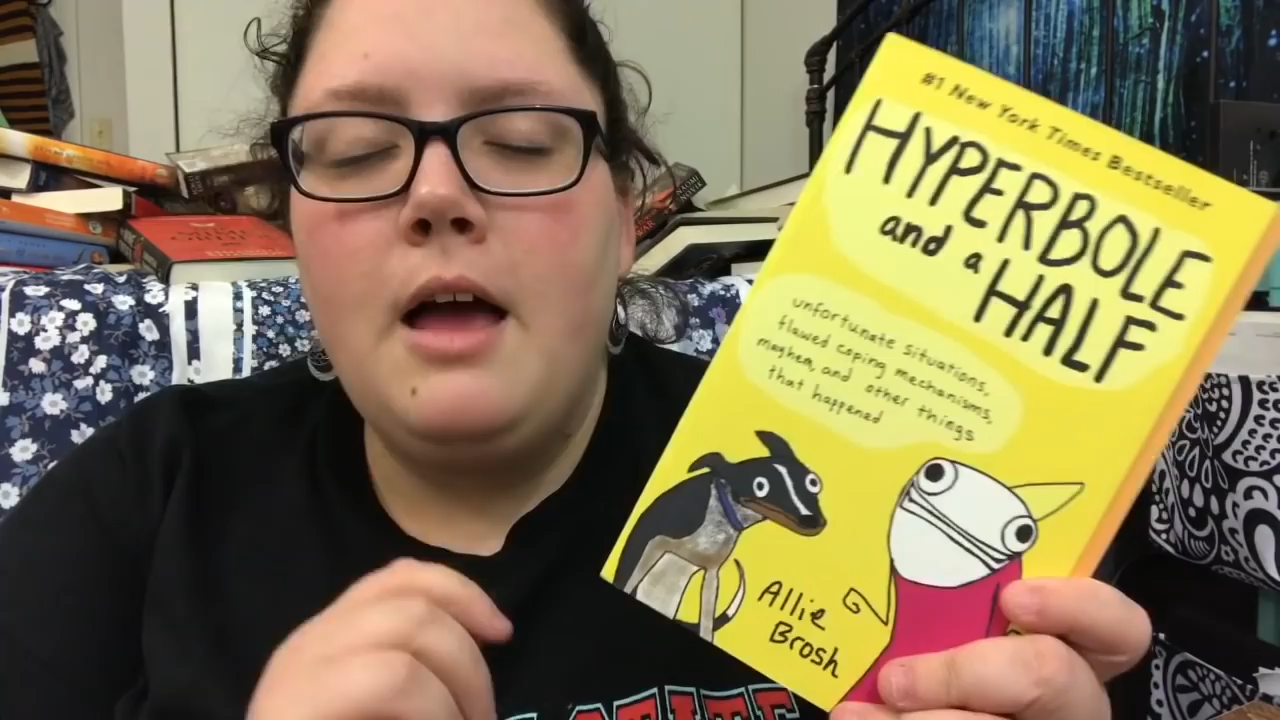 #1 New York Times Bestseller
HYPERBOLE
and a
HALF
unfortunate situations,
flawed coping mechanisms,
mayhem, and other things
that happened
Allie
Brosh